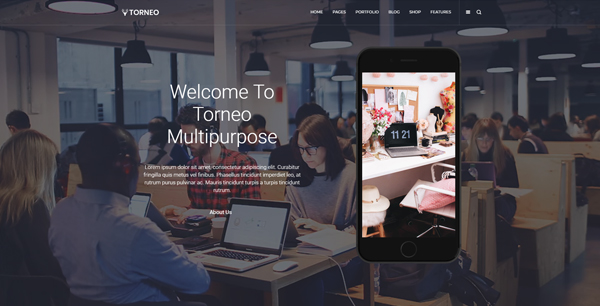 TORNEO
HOME PAGES PORTFOLIO BLOG SHOP FEATURES
Welcome To
Torneo
Multipurpose
Lorem ipsum dolor sit amet, consectetur adipiscing elit. Curabitur
fringilla quis metus vel finibus. Phasellus tincidunt imperdiet leo, at
rutrum purus pulvinar ac. Mauris tincidunt turpis a turpis tincidunt
rutrum.
About Us
11 21